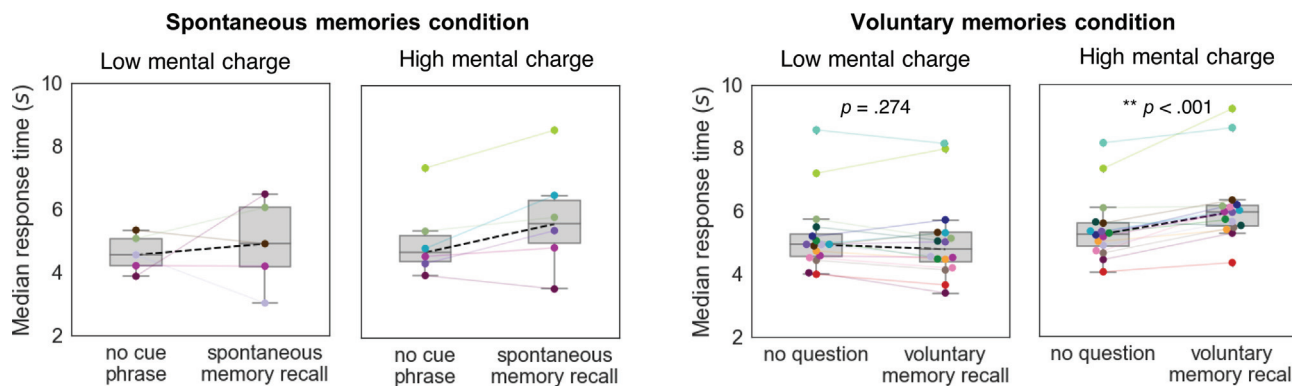 Spontaneous memories condition
Voluntary memories condition
Low mental charge
High mental charge
Low mental charge
High mental charge
Median response time (s)
10
8
6
4
2
no cue phrase
spontaneous memory recall
no cue phrase
spontaneous memory recall
Median response time (s)
10
8
6
4
2
p = .274
** p < .001
no question
voluntary memory recall
no question
voluntary memory recall